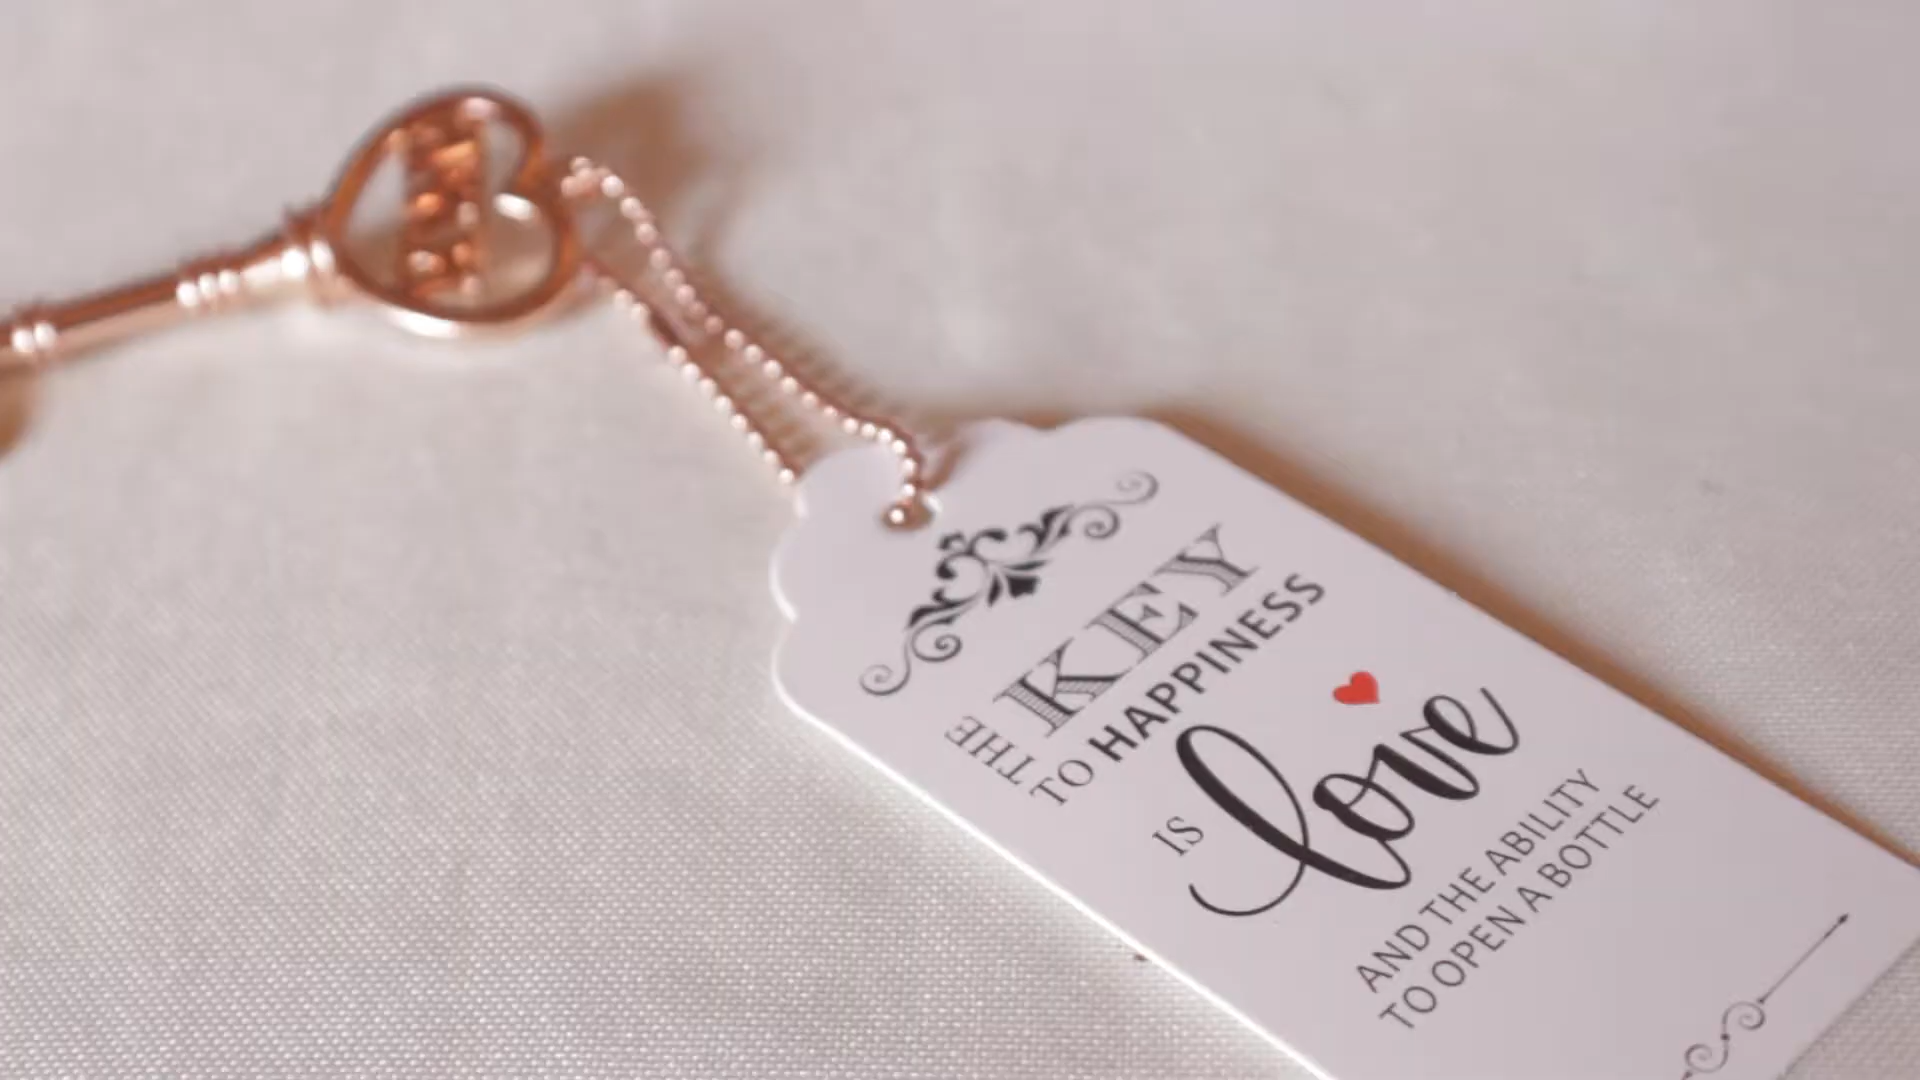 THE KEY
TO HAPPINESS
IS love
AND THE ABILITY
TO OPEN A BOTTLE